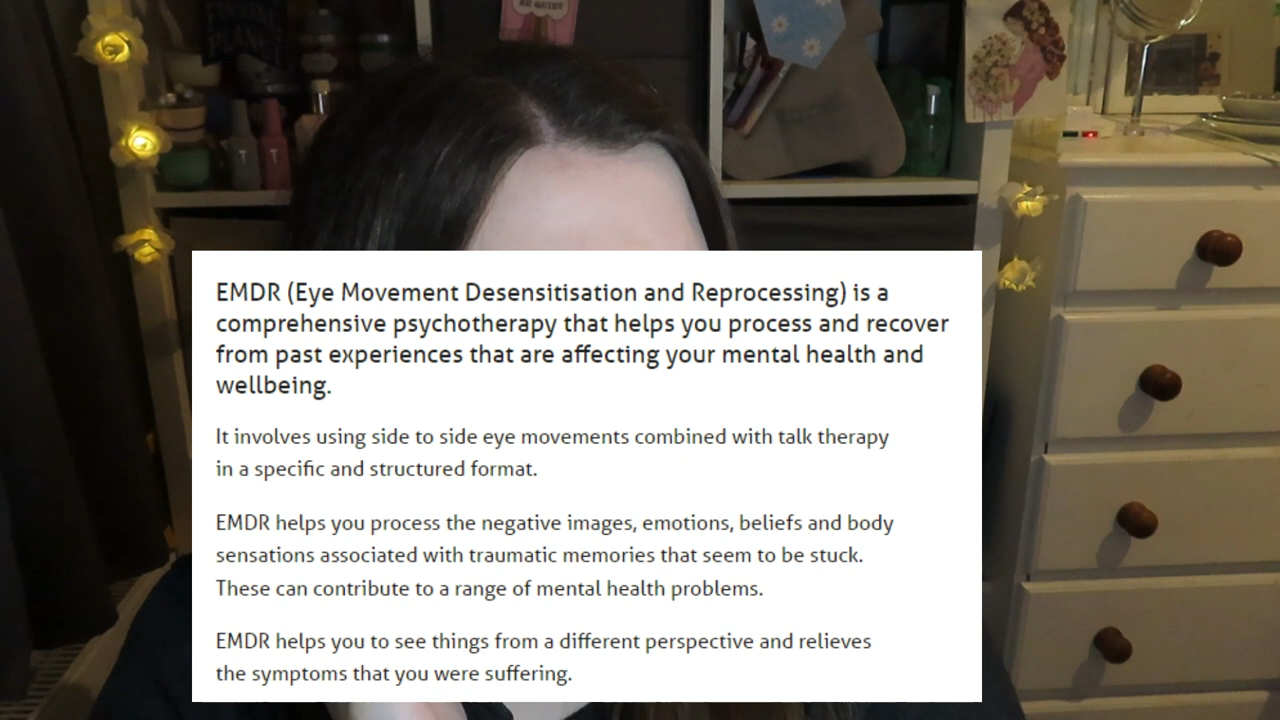 BE QUIET
EMDR (Eye Movement Desensitisation and Reprocessing) is a
comprehensive psychotherapy that helps you process and recover
from past experiences that are affecting your mental health and
wellbeing.
It involves using side to side eye movements combined with talk therapy
in a specific and structured format.
EMDR helps you process the negative images, emotions, beliefs and body
sensations associated with traumatic memories that seem to be stuck.
These can contribute to a range of mental health problems.
EMDR helps you to see things from a different perspective and relieves
the symptoms that you were suffering.